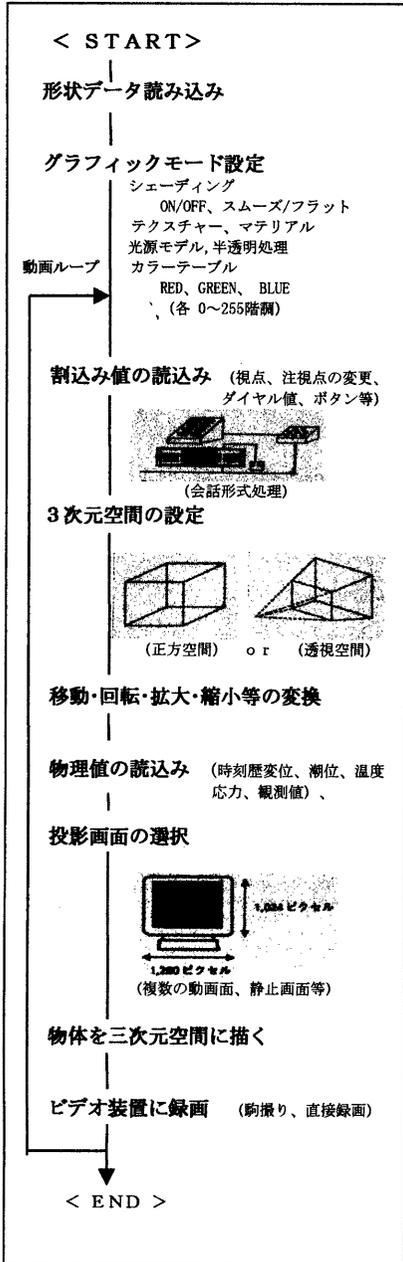 < START>
形状データ読み込み
グラフィックモード設定
シェーディング
ON/OFF、スムーズ/フラット
テクスチャー、マテリアル
光源モデル,半透明処理
動画ループ
カラーテーブル
RED、GREEN、 BLUE
(各 0～255階調)
割込み値の読込み (視点、注視点の変更、
ダイヤル値、ボタン等)
(会話形式処理)
3次元空間の設定
(正方空間) or (透視空間)
移動・回転・拡大・縮小等の変換
物理値の読込み (時刻歴変位、潮位、温度
応力、観測値) 、
投影画面の選択
1,024 ピクセル
1,280 ピクセル
(複数の動画面、静止画面等)
物体を三次元空間に描く
ビデオ装置に録画 (駒撮り、直接録画)
< END >